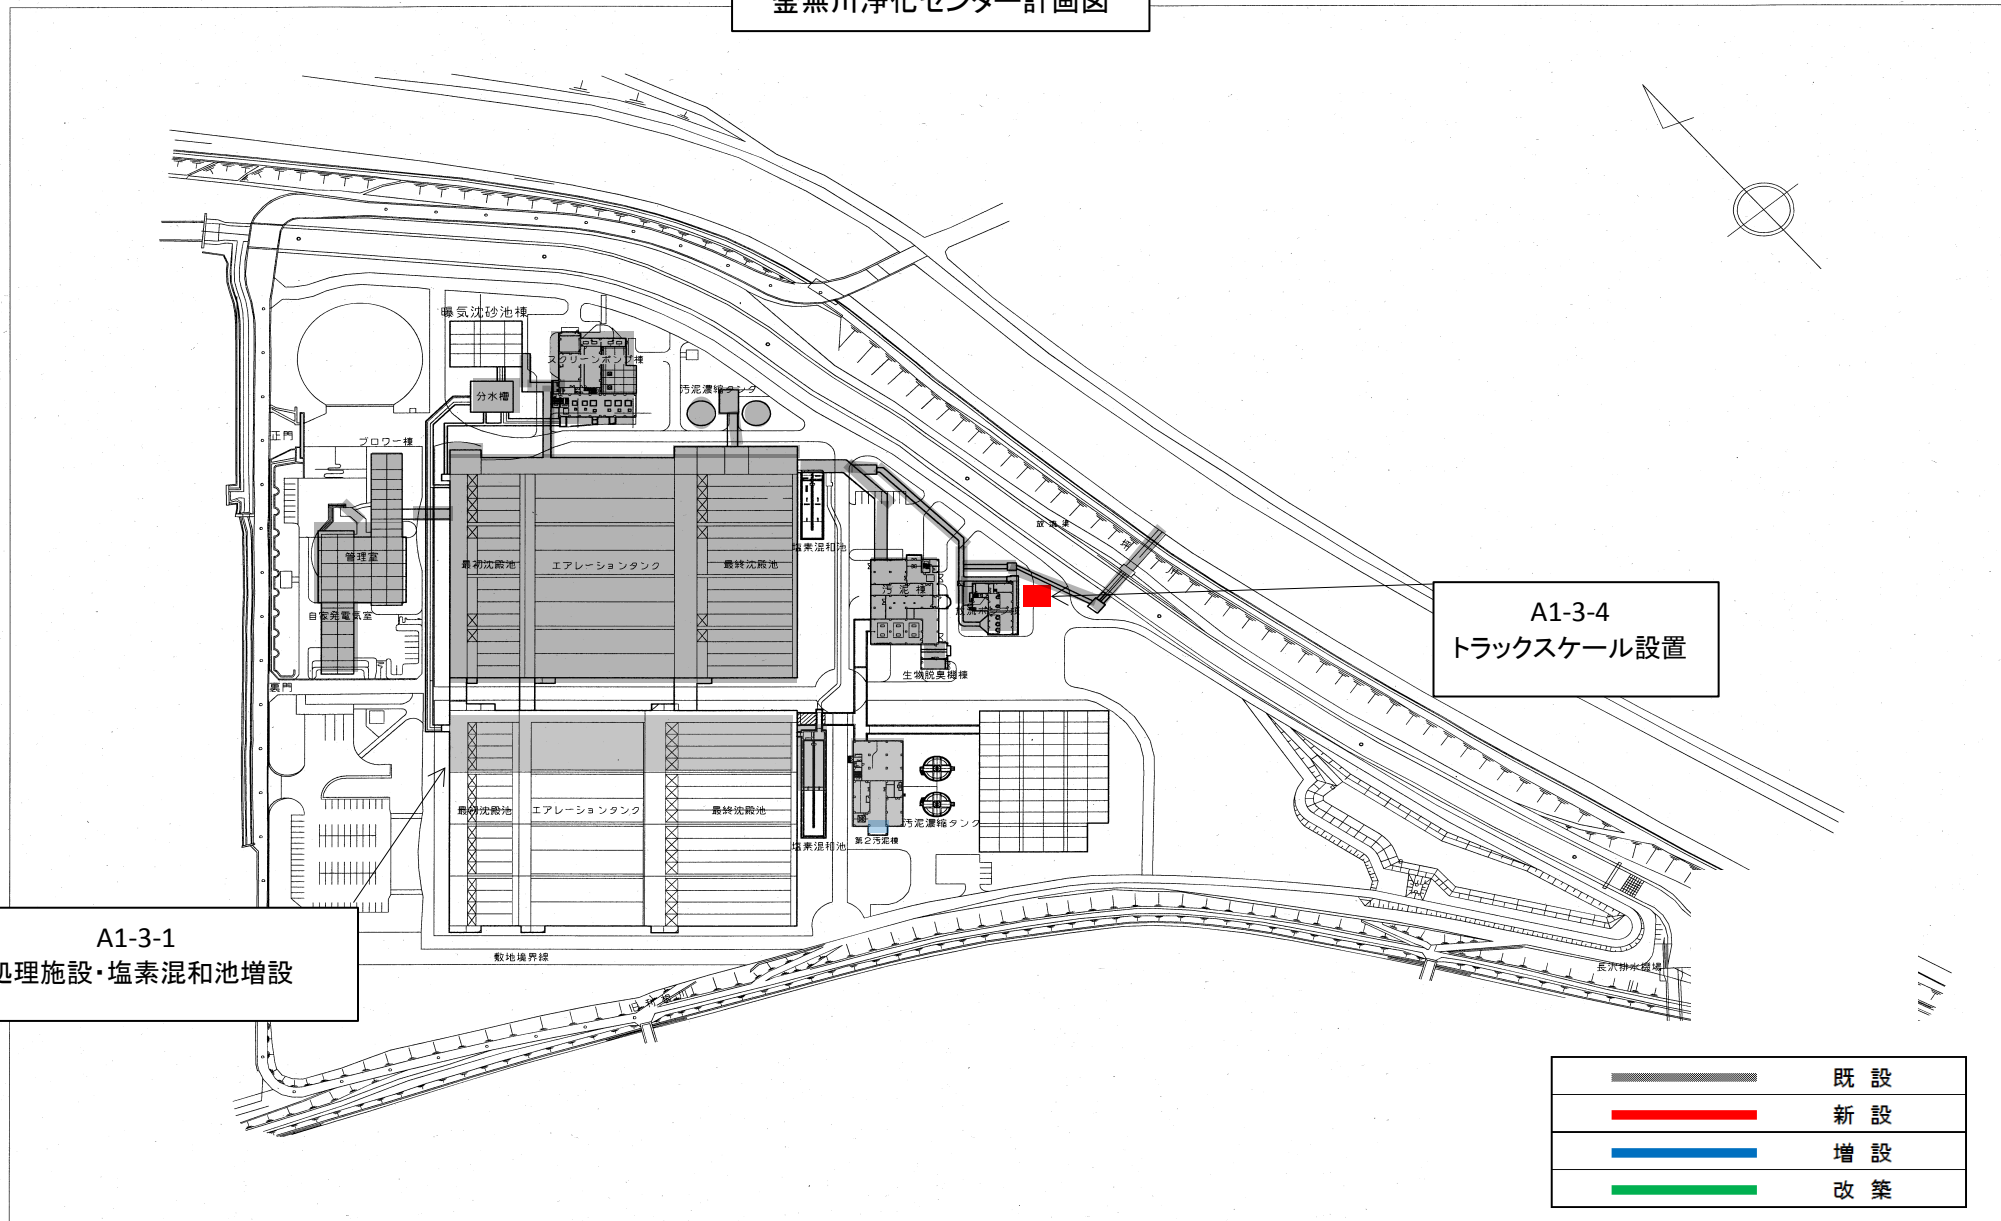 釜無川浄化センター計画図
曝気沈砂池棟
スクリーンポンプ棟
分水槽
汚泥濃縮タンク
正門
ブロワー棟
管理室
自家発電気室
裏門
最初沈殿池
エアレーションタンク
最終沈殿池
塩素混和池
汚泥棟
放流ポンプ棟
放流渠
生物脱臭機棟
A1-3-4
トラックスケール設置
最初沈殿池
エアレーションタンク
最終沈殿池
塩素混和池
第2汚泥棟
汚泥濃縮タンク
A1-3-1
処理施設・塩素混和池増設
敷地境界線
長沢排水機場
既 設
新 設
増 設
改 築